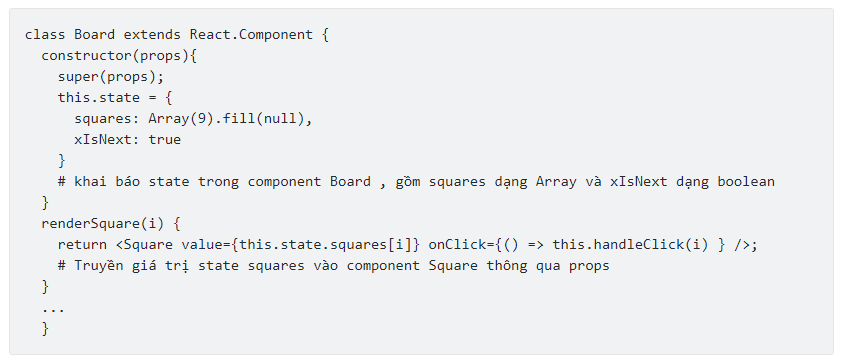 class Board extends React.Component {
  constructor(props){
    super(props);
    this.state = {
      squares: Array(9).fill(null),
      xIsNext: true
    }
    # khai báo state trong component Board , gồm squares dạng Array và xIsNext dạng boolean
  }
  renderSquare(i) {
    return <Square value={this.state.squares[i]} onClick={() => this.handleClick(i) } />;
    # Truyền giá trị state squares vào component Square thông qua props
  }
  ...
  }